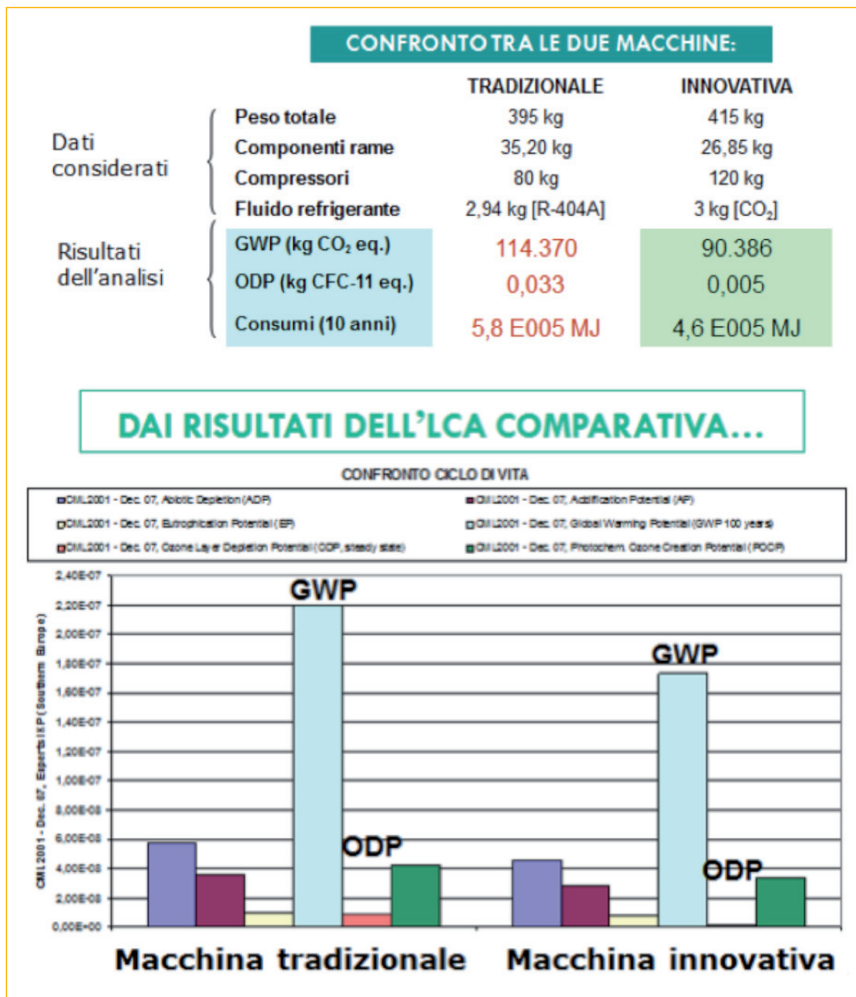 CONFRONTO TRA LE DUE MACCHINE:
TRADIZIONALE INNOVATIVA
Dati considerati
Peso totale 395 kg 415 kg
Componenti rame 35,20 kg 26,85 kg
Compressori 80 kg 120 kg
Fluido refrigerante 2,94 kg [R-404A] 3 kg [CO₂]
Risultati dell'analisi
GWP (kg CO₂ eq.) 114.370 90.386
ODP (kg CFC-11 eq.) 0,033 0,005
Consumi (10 anni) 5,8 E005 MJ 4,6 E005 MJ
DAI RISULTATI DELL'LCA COMPARATIVA...
CONFRONTO CICLO DI VITA
CML2001 - Dec. 07, Abiotic Depletion (ADP) CML2001 - Dec. 07, Acidification Potential (AP)
CML2001 - Dec. 07, Eutrophication Potential (EP) CML2001 - Dec. 07, Global Warming Potential (GWP 100 years)
CML2001 - Dec. 07, Ozone Layer Depletion Potential (ODP, steady state) CML2001 - Dec. 07, Photochem. Ozone Creation Potential (POCP)
CML2001 - Dec. 07, Experts IKP (Southern Europe)
2,40E-07
2,20E-07
2,00E-07
1,80E-07
1,60E-07
1,40E-07
1,20E-07
1,00E-07
8,00E-08
6,00E-08
4,00E-08
2,00E-08
0,00E+00
GWP
ODP
GWP
ODP
Macchina tradizionale Macchina innovativa